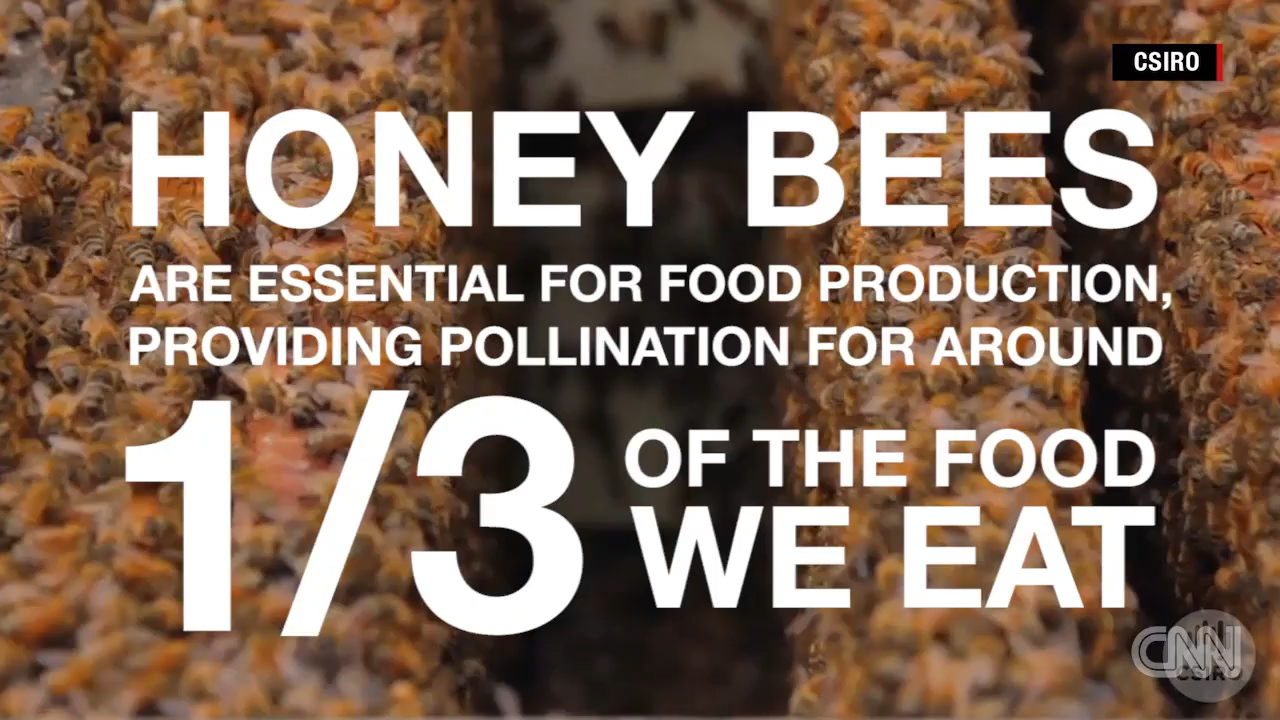 CSIRO
HONEY BEES
ARE ESSENTIAL FOR FOOD PRODUCTION,
PROVIDING POLLINATION FOR AROUND
1/3
OF THE FOOD
WE EAT
CNN
CSIRO